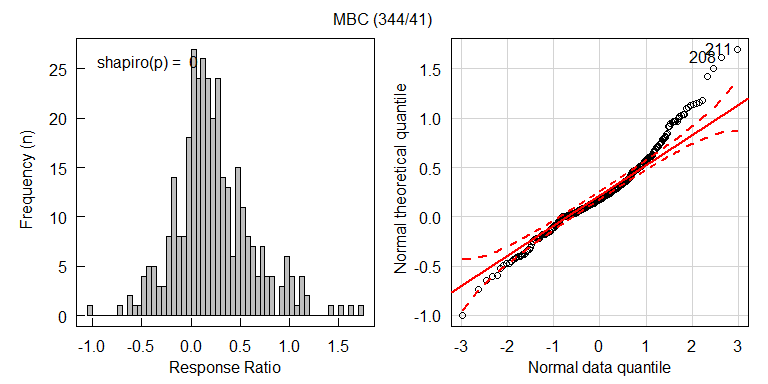 MBC (344/41)
shapiro(p) = 0
Frequency (n)
25
20
15
10
5
0
-1.0 -0.5 0.0 0.5 1.0 1.5
Response Ratio
211
208
Normal theoretical quantile
1.5
1.0
0.5
0.0
-0.5
-1.0
-3 -2 -1 0 1 2 3
Normal data quantile